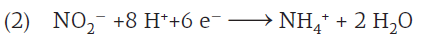 (2) NO₂⁻ +8 H⁺+6 e⁻ ⟶ NH₄⁺ + 2 H₂O